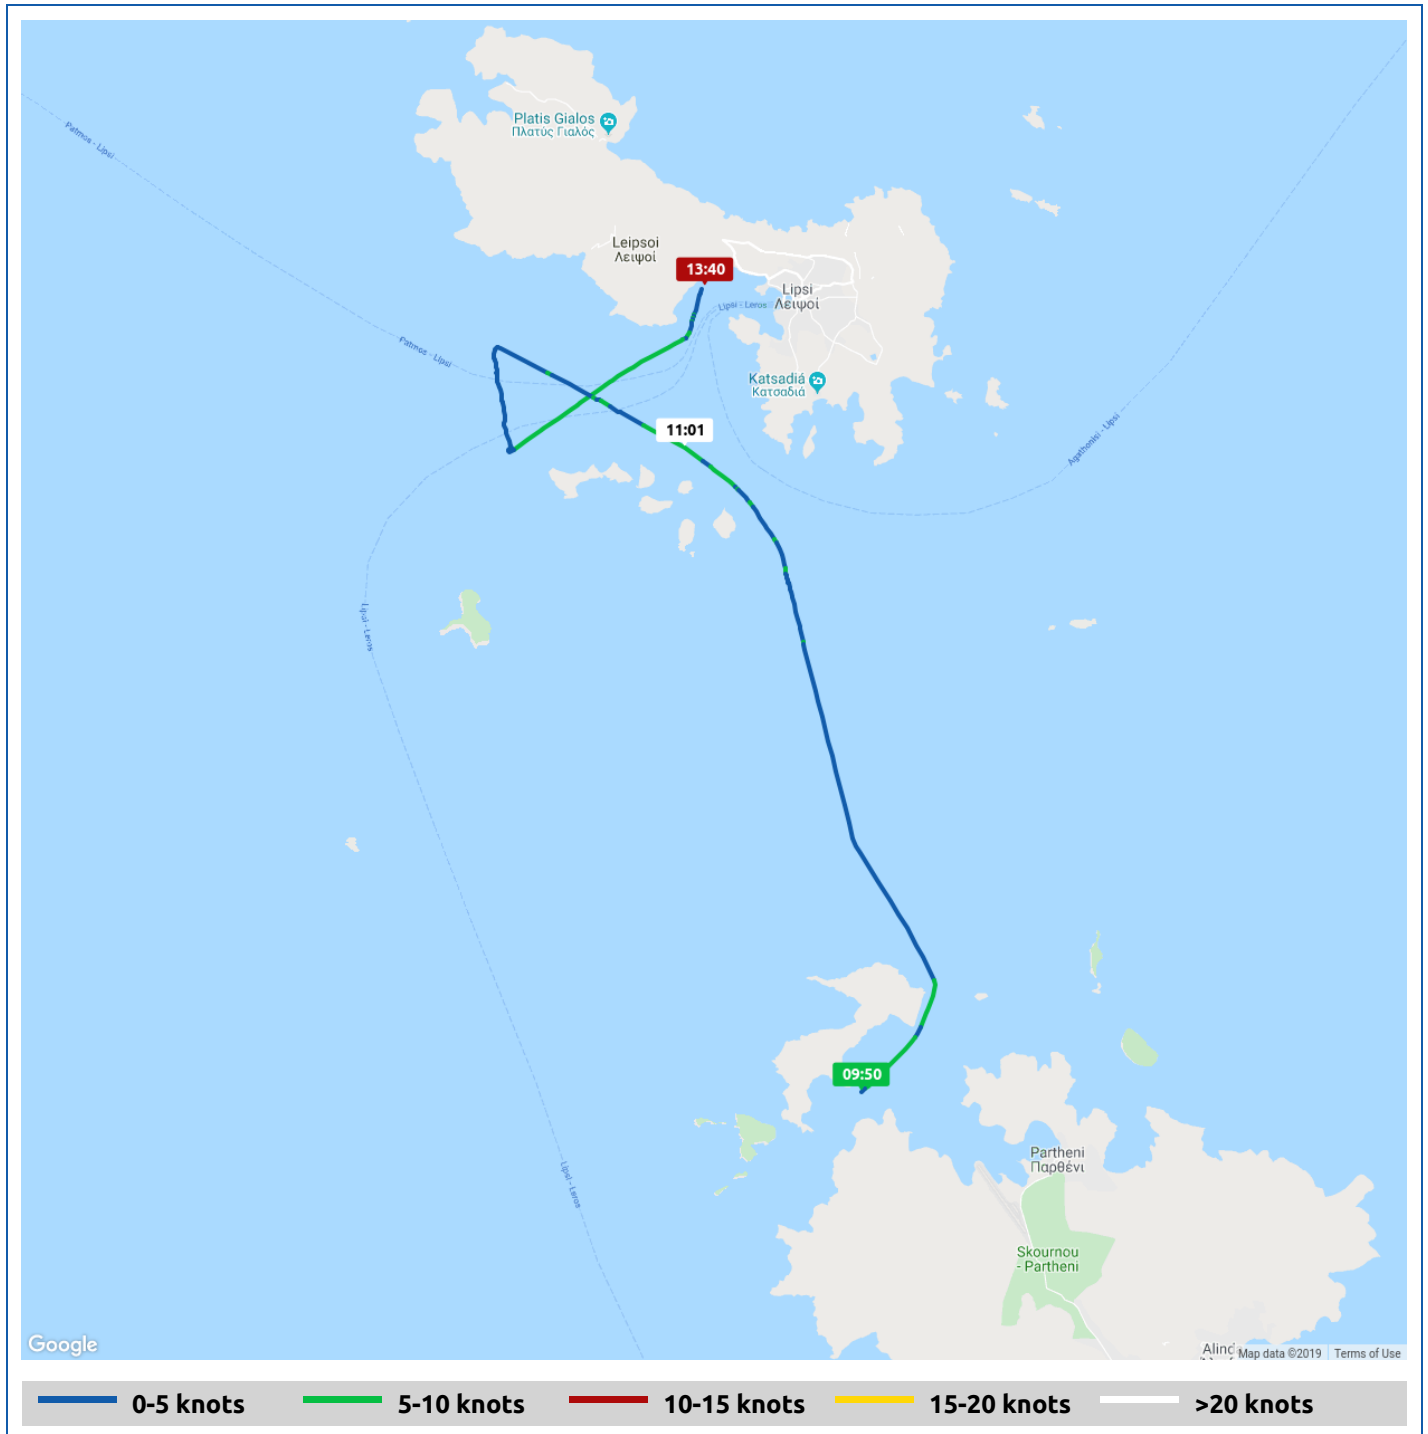 Platis Gialos
Πλατύς Γιαλός
Patmos - Lipsi
Leipsoi
Λειψοί
13:40
Lipsi
Λειψοί
Lipsi - Leros
Patmos - Lipsi
Katsadiá
Κατσαδιά
11:01
Agathonisi - Lipsi
Lipsi - Leros
09:50
Partheni
Παρθένι
Lipsi - Leros
Skournou
- Partheni
Google
Alinda
Map data ©2019
Terms of Use
0-5 knots
5-10 knots
10-15 knots
15-20 knots
>20 knots